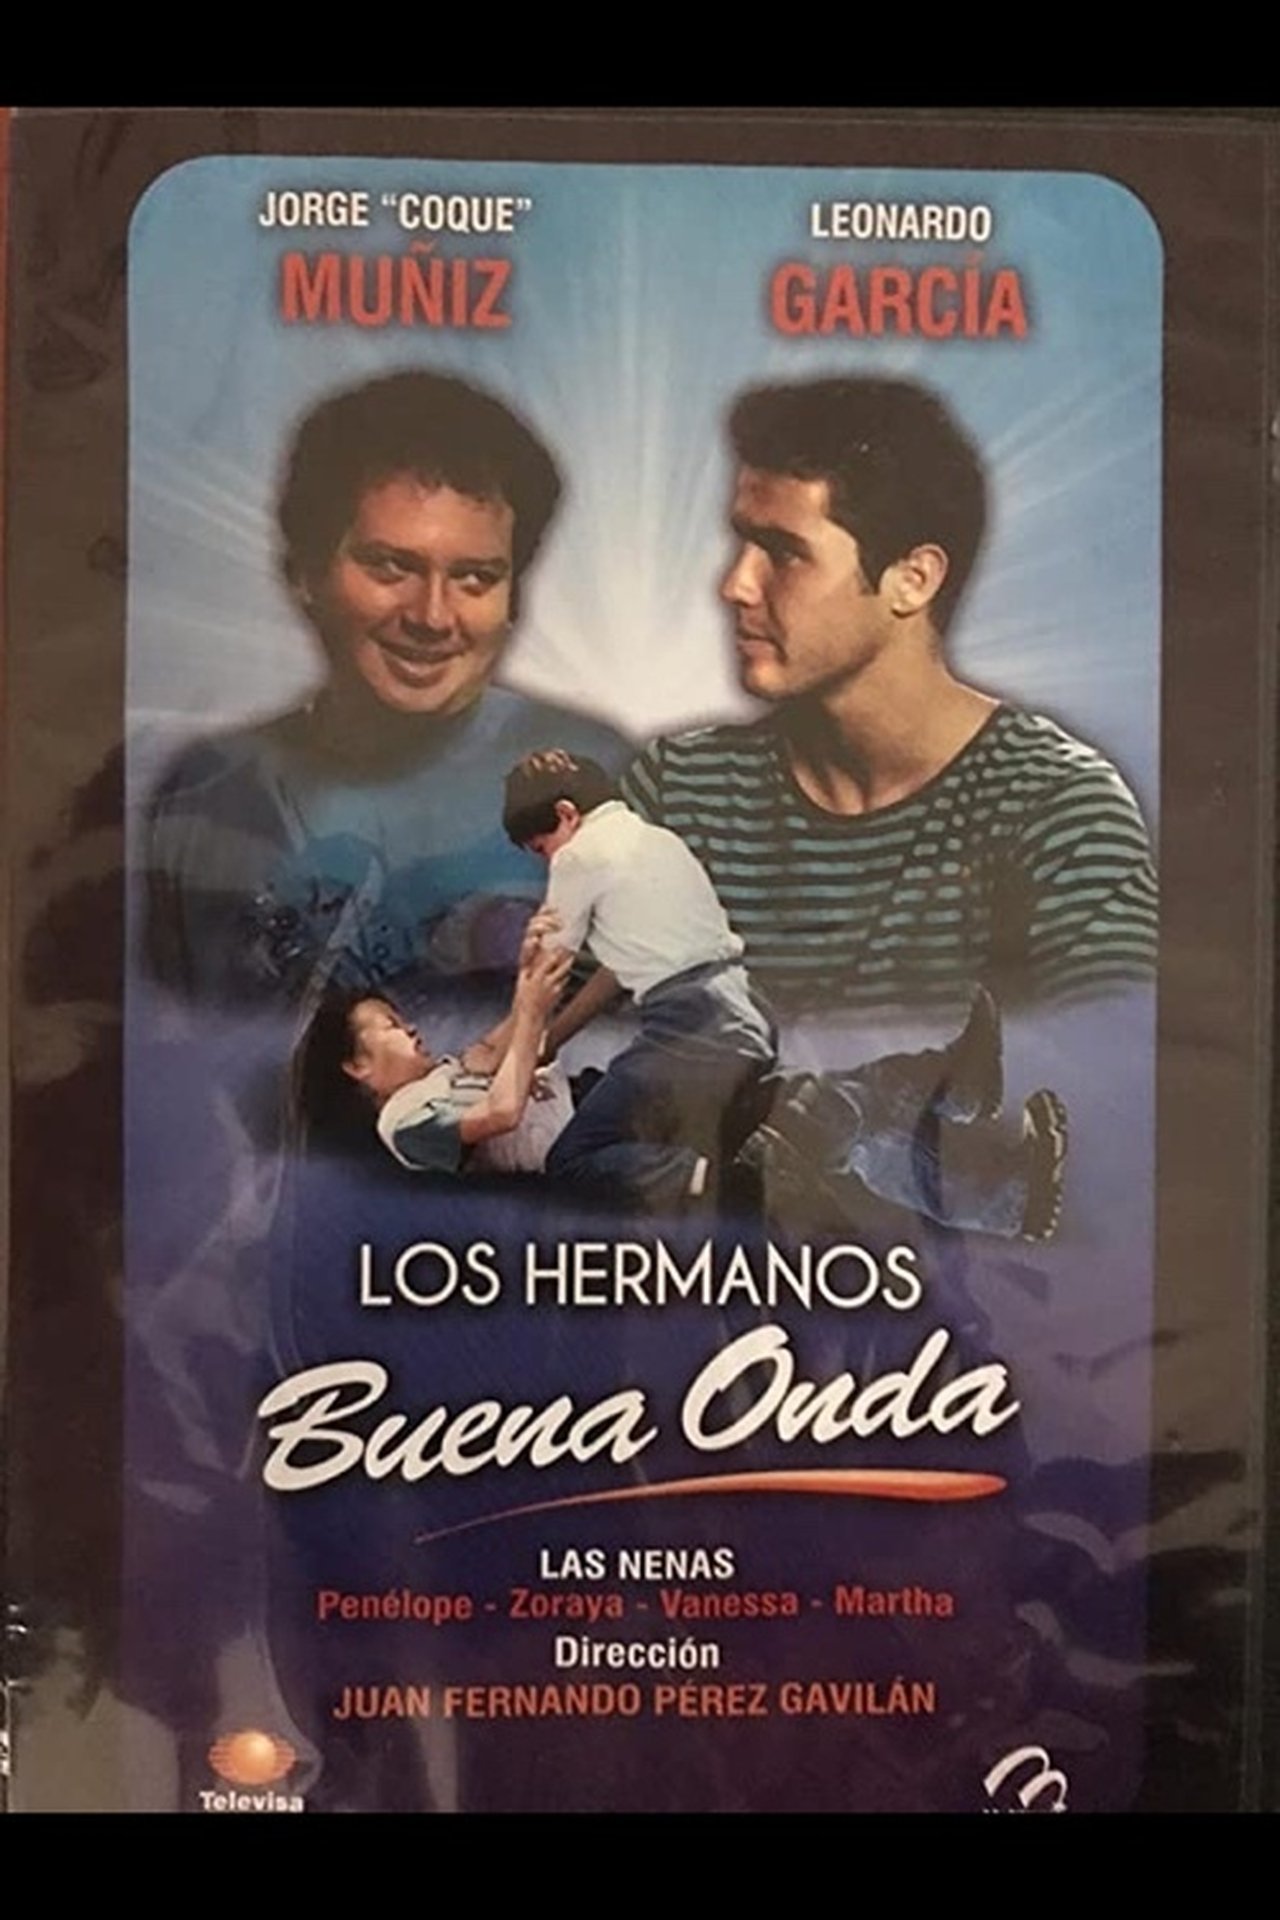 JORGE "COQUE"
MUÑIZ
LEONARDO
GARCÍA
LOS HERMANOS
Buena Onda
LAS NENAS
Penélope - Zoraya - Vanessa - Martha
Dirección
JUAN FERNANDO PÉREZ GAVILÁN
Televisa